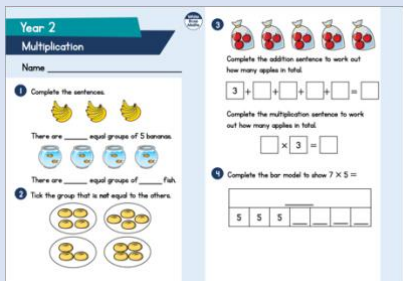 Year 2
Multiplication
Name
1 Complete the sentences.
There are ____ equal groups of 5 bananas.
There are ____ equal groups of ____ fish.
2 Tick the group that is not equal to the others.
3
Complete the addition sentence to work out
how many apples in total.
3 + + + + =
Complete the multiplication sentence to work
out how many apples in total.
× 3 =
4 Complete the bar model to show 7 × 5 =
5 5 5